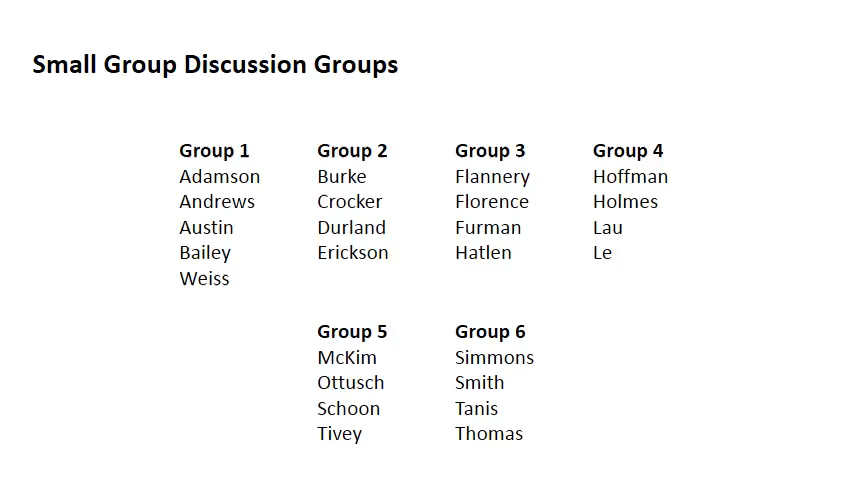 Small Group Discussion Groups
Group 1 Group 2 Group 3 Group 4
Adamson Burke Flannery Hoffman
Andrews Crocker Florence Holmes
Austin Durland Furman Lau
Bailey Erickson Hatlen Le
Weiss
Group 5 Group 6
McKim Simmons
Ottusch Smith
Schoon Tanis
Tivey Thomas